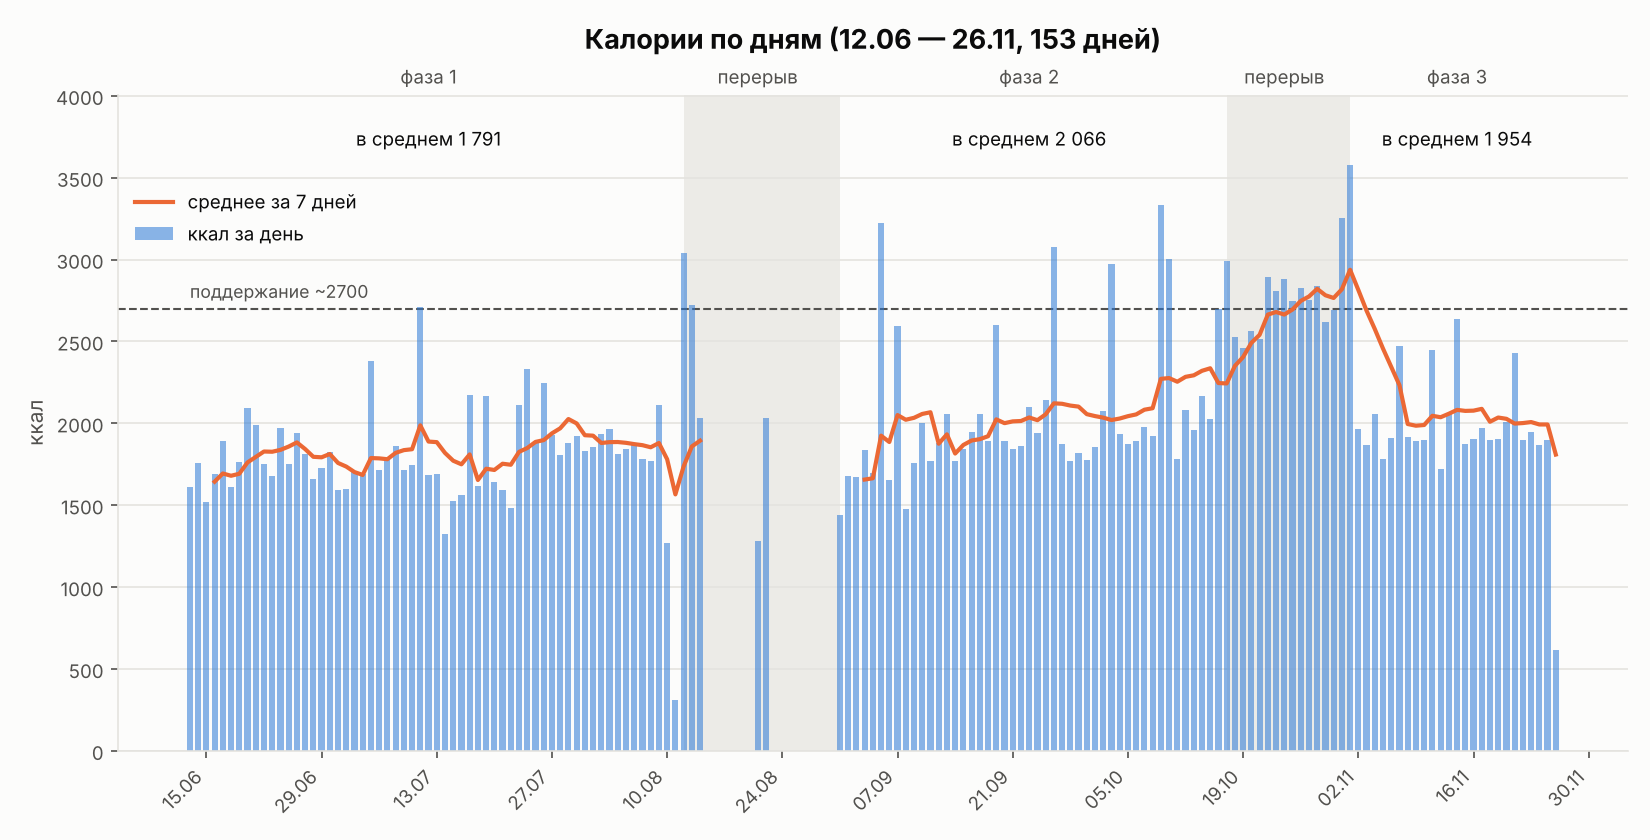 Калории по дням (12.06 — 26.11, 153 дней)
фаза 1
перерыв
фаза 2
перерыв
фаза 3
в среднем 1 791
в среднем 2 066
в среднем 1 954
среднее за 7 дней
ккал за день
поддержание ~2700
ккал
4000
3500
3000
2500
2000
1500
1000
500
0
15.06
29.06
13.07
27.07
10.08
24.08
07.09
21.09
05.10
19.10
02.11
16.11
30.11